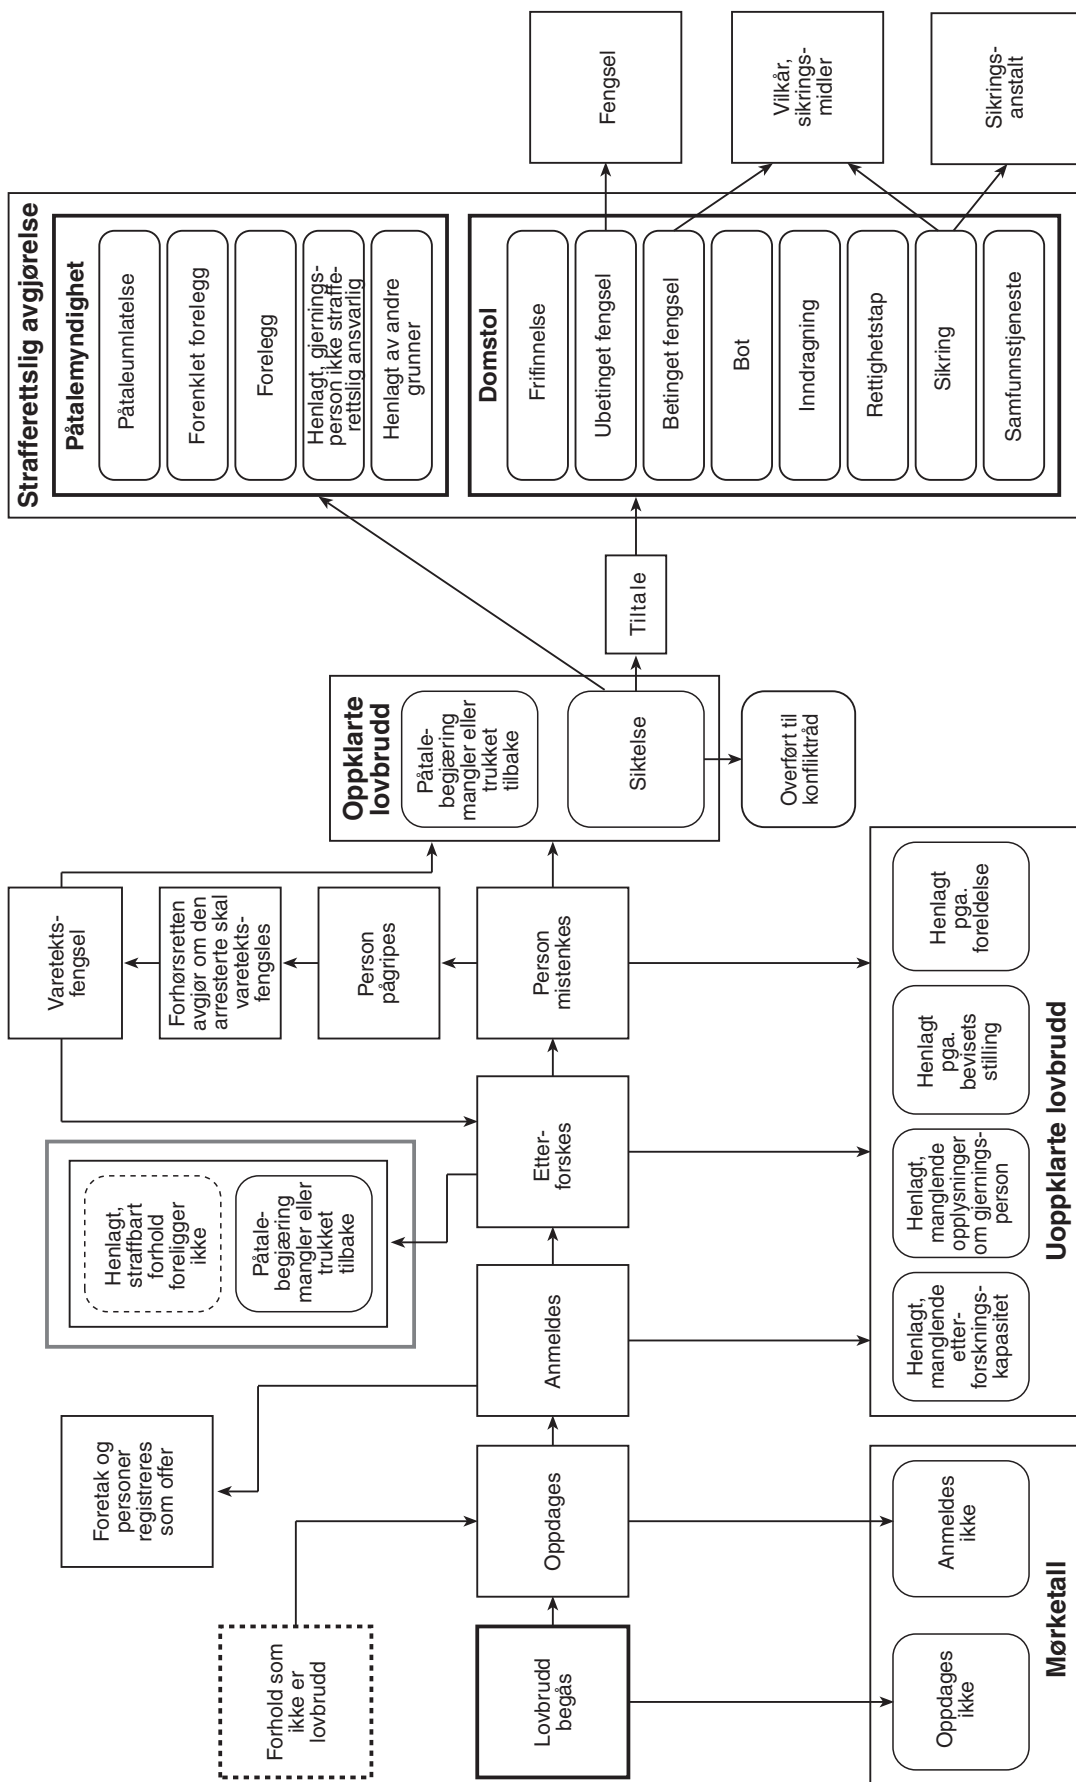 Forhold som
ikke er
lovbrudd
Lovbrudd
begås
Oppdages
ikke
Anmeldes
ikke
Mørketall
Oppdages
Foretak og
personer
registreres
som offer
Anmeldes
Henlagt,
straffbart
forhold
foreligger
ikke
Påtale-
begjæring
mangler eller
trukket
tilbake
Etter-
forskes
Henlagt,
manglende
etter-
forsknings-
kapasitet
Henlagt,
manglende
opplysninger
om gjernings-
person
Henlagt
pga.
bevisets
stilling
Henlagt
pga.
foreldelse
Uoppklarte lovbrudd
Varetekts-
fengsel
Forhørsretten
avgjør om den
arresterte skal
varetekts-
fengsles
Person
pågripes
Person
mistenkes
Oppklarte
lovbrudd
Påtale-
begjæring
mangler eller
trukket
tilbake
Siktelse
Overført til
konfliktråd
Tiltale
Strafferettslig avgjørelse
Påtalemyndighet
Påtaleunnlatelse
Forenklet forelegg
Forelegg
Henlagt, gjernings-
person ikke straffe-
rettslig ansvarlig
Henlagt av andre
grunner
Domstol
Frifinnelse
Ubetinget fengsel
Betinget fengsel
Bot
Inndragning
Rettighetstap
Sikring
Samfunnstjeneste
Fengsel
Vilkår,
sikrings-
midler
Sikrings-
anstalt